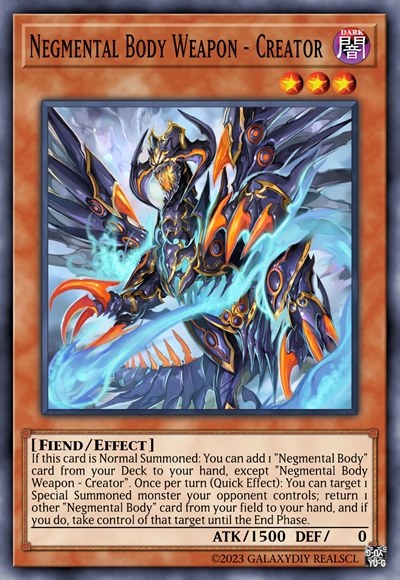 NEGMENTAL BODY WEAPON - CREATOR
DARK
闇
[FIEND/EFFECT]
If this card is Normal Summoned: You can add 1 "Negmental Body"
card from your Deck to your hand, except "Negmental Body
Weapon - Creator". Once per turn (Quick Effect): You can target 1
Special Summoned monster your opponent controls; return 1
other "Negmental Body" card from your field to your hand, and if
you do, take control of that target until the End Phase.
ATK/1500 DEF/ 0
©2023 GALAXYDIY REALSCL